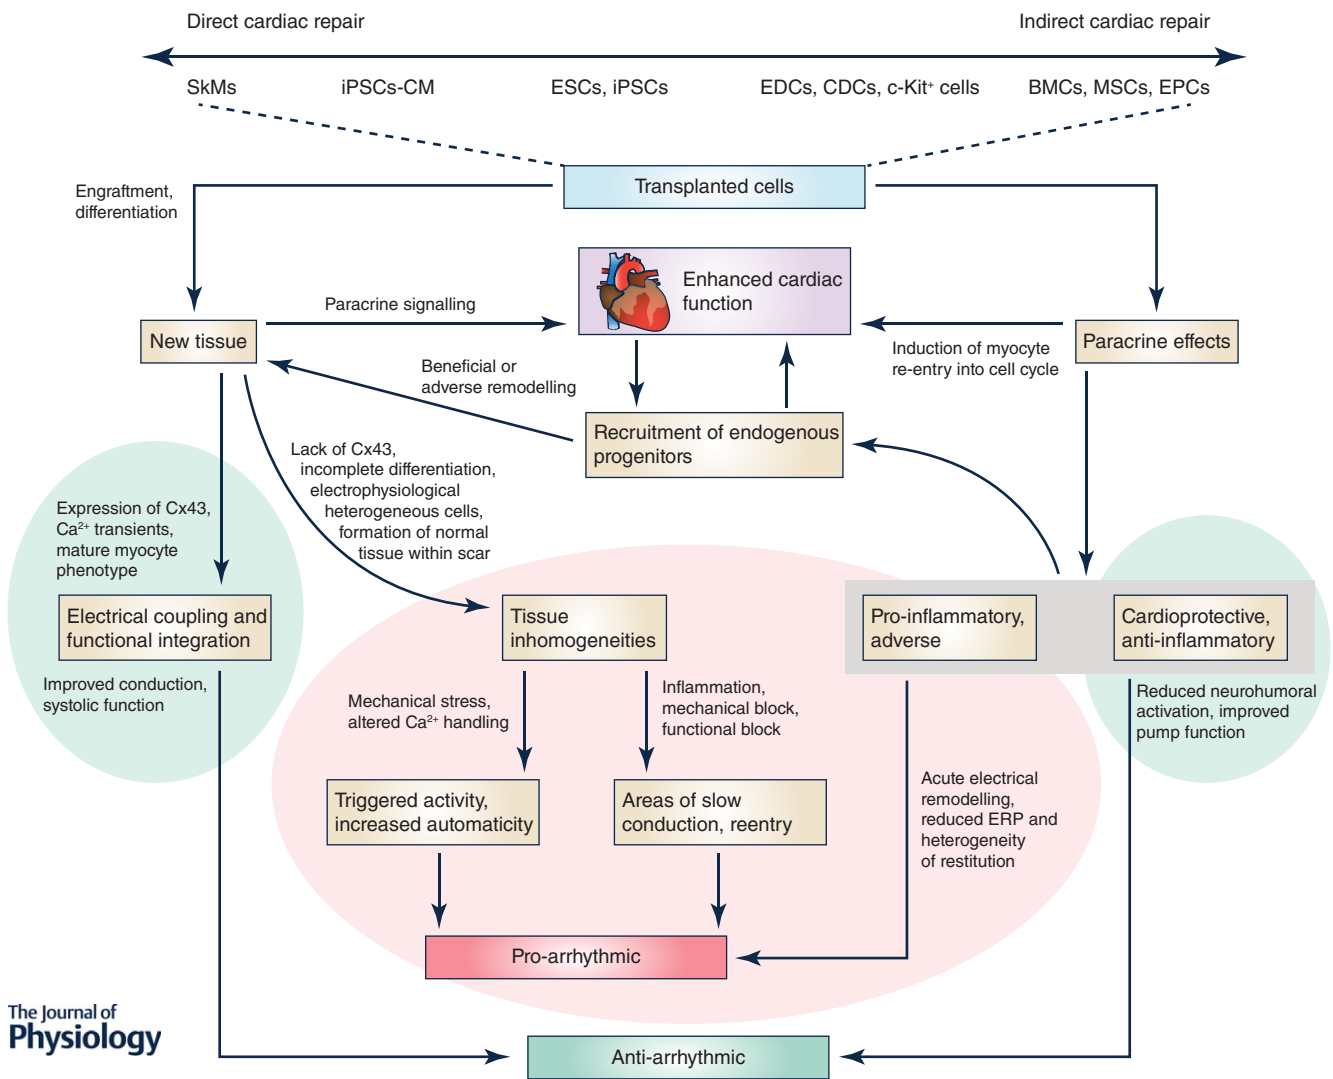 Direct cardiac repair
Indirect cardiac repair
SkMs
iPSCs-CM
ESCs, iPSCs
EDCs, CDCs, c-Kit⁺ cells
BMCs, MSCs, EPCs
Transplanted cells
Engraftment,
differentiation
Enhanced cardiac
function
Paracrine signalling
New tissue
Paracrine effects
Induction of myocyte
re-entry into cell cycle
Beneficial or
adverse remodelling
Recruitment of endogenous
progenitors
Lack of Cx43,
incomplete differentiation,
electrophysiological
heterogeneous cells,
formation of normal
tissue within scar
Expression of Cx43,
Ca²⁺ transients,
mature myocyte
phenotype
Electrical coupling and
functional integration
Tissue
inhomogeneities
Pro-inflammatory,
adverse
Cardioprotective,
anti-inflammatory
Improved conduction,
systolic function
Mechanical stress,
altered Ca²⁺ handling
Inflammation,
mechanical block,
functional block
Reduced neurohumoral
activation, improved
pump function
Triggered activity,
increased automaticity
Areas of slow
conduction, reentry
Acute electrical
remodelling,
reduced ERP and
heterogeneity
of restitution
Pro-arrhythmic
The Journal of
Physiology
Anti-arrhythmic